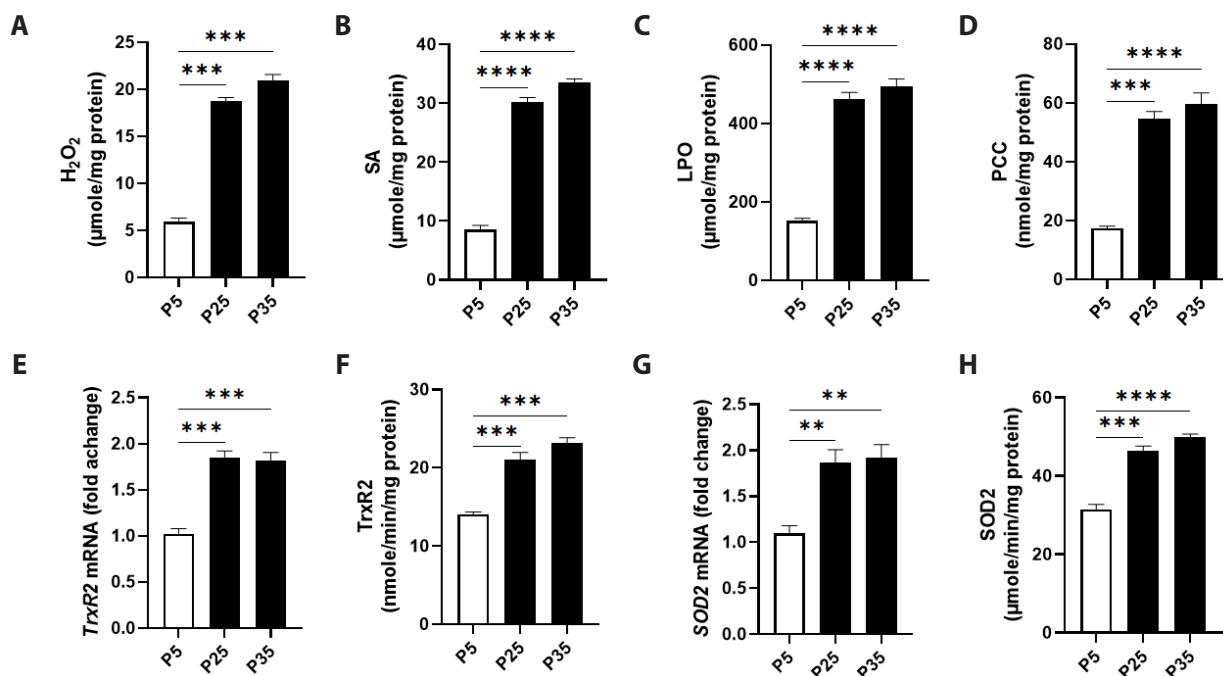 A
H₂O₂
(µmole/mg protein)
25
20
15
10
5
0
***
***
P5
P25
P35
B
SA
(µmole/mg protein)
40
30
20
10
0
****
****
P5
P25
P35
C
LPO
(µmole/mg protein)
600
400
200
0
****
****
P5
P25
P35
D
PCC
(nmole/mg protein)
80
60
40
20
0
****
***
P5
P25
P35
E
TrxR2 mRNA (fold achange)
2.5
2.0
1.5
1.0
0.5
0.0
***
***
P5
P25
P35
F
TrxR2
(nmole/min/mg protein)
30
20
10
0
***
***
P5
P25
P35
G
SOD2 mRNA (fold change)
2.5
2.0
1.5
1.0
0.5
0.0
**
**
P5
P25
P35
H
SOD2
(µmole/min/mg protein)
60
40
20
0
****
***
P5
P25
P35